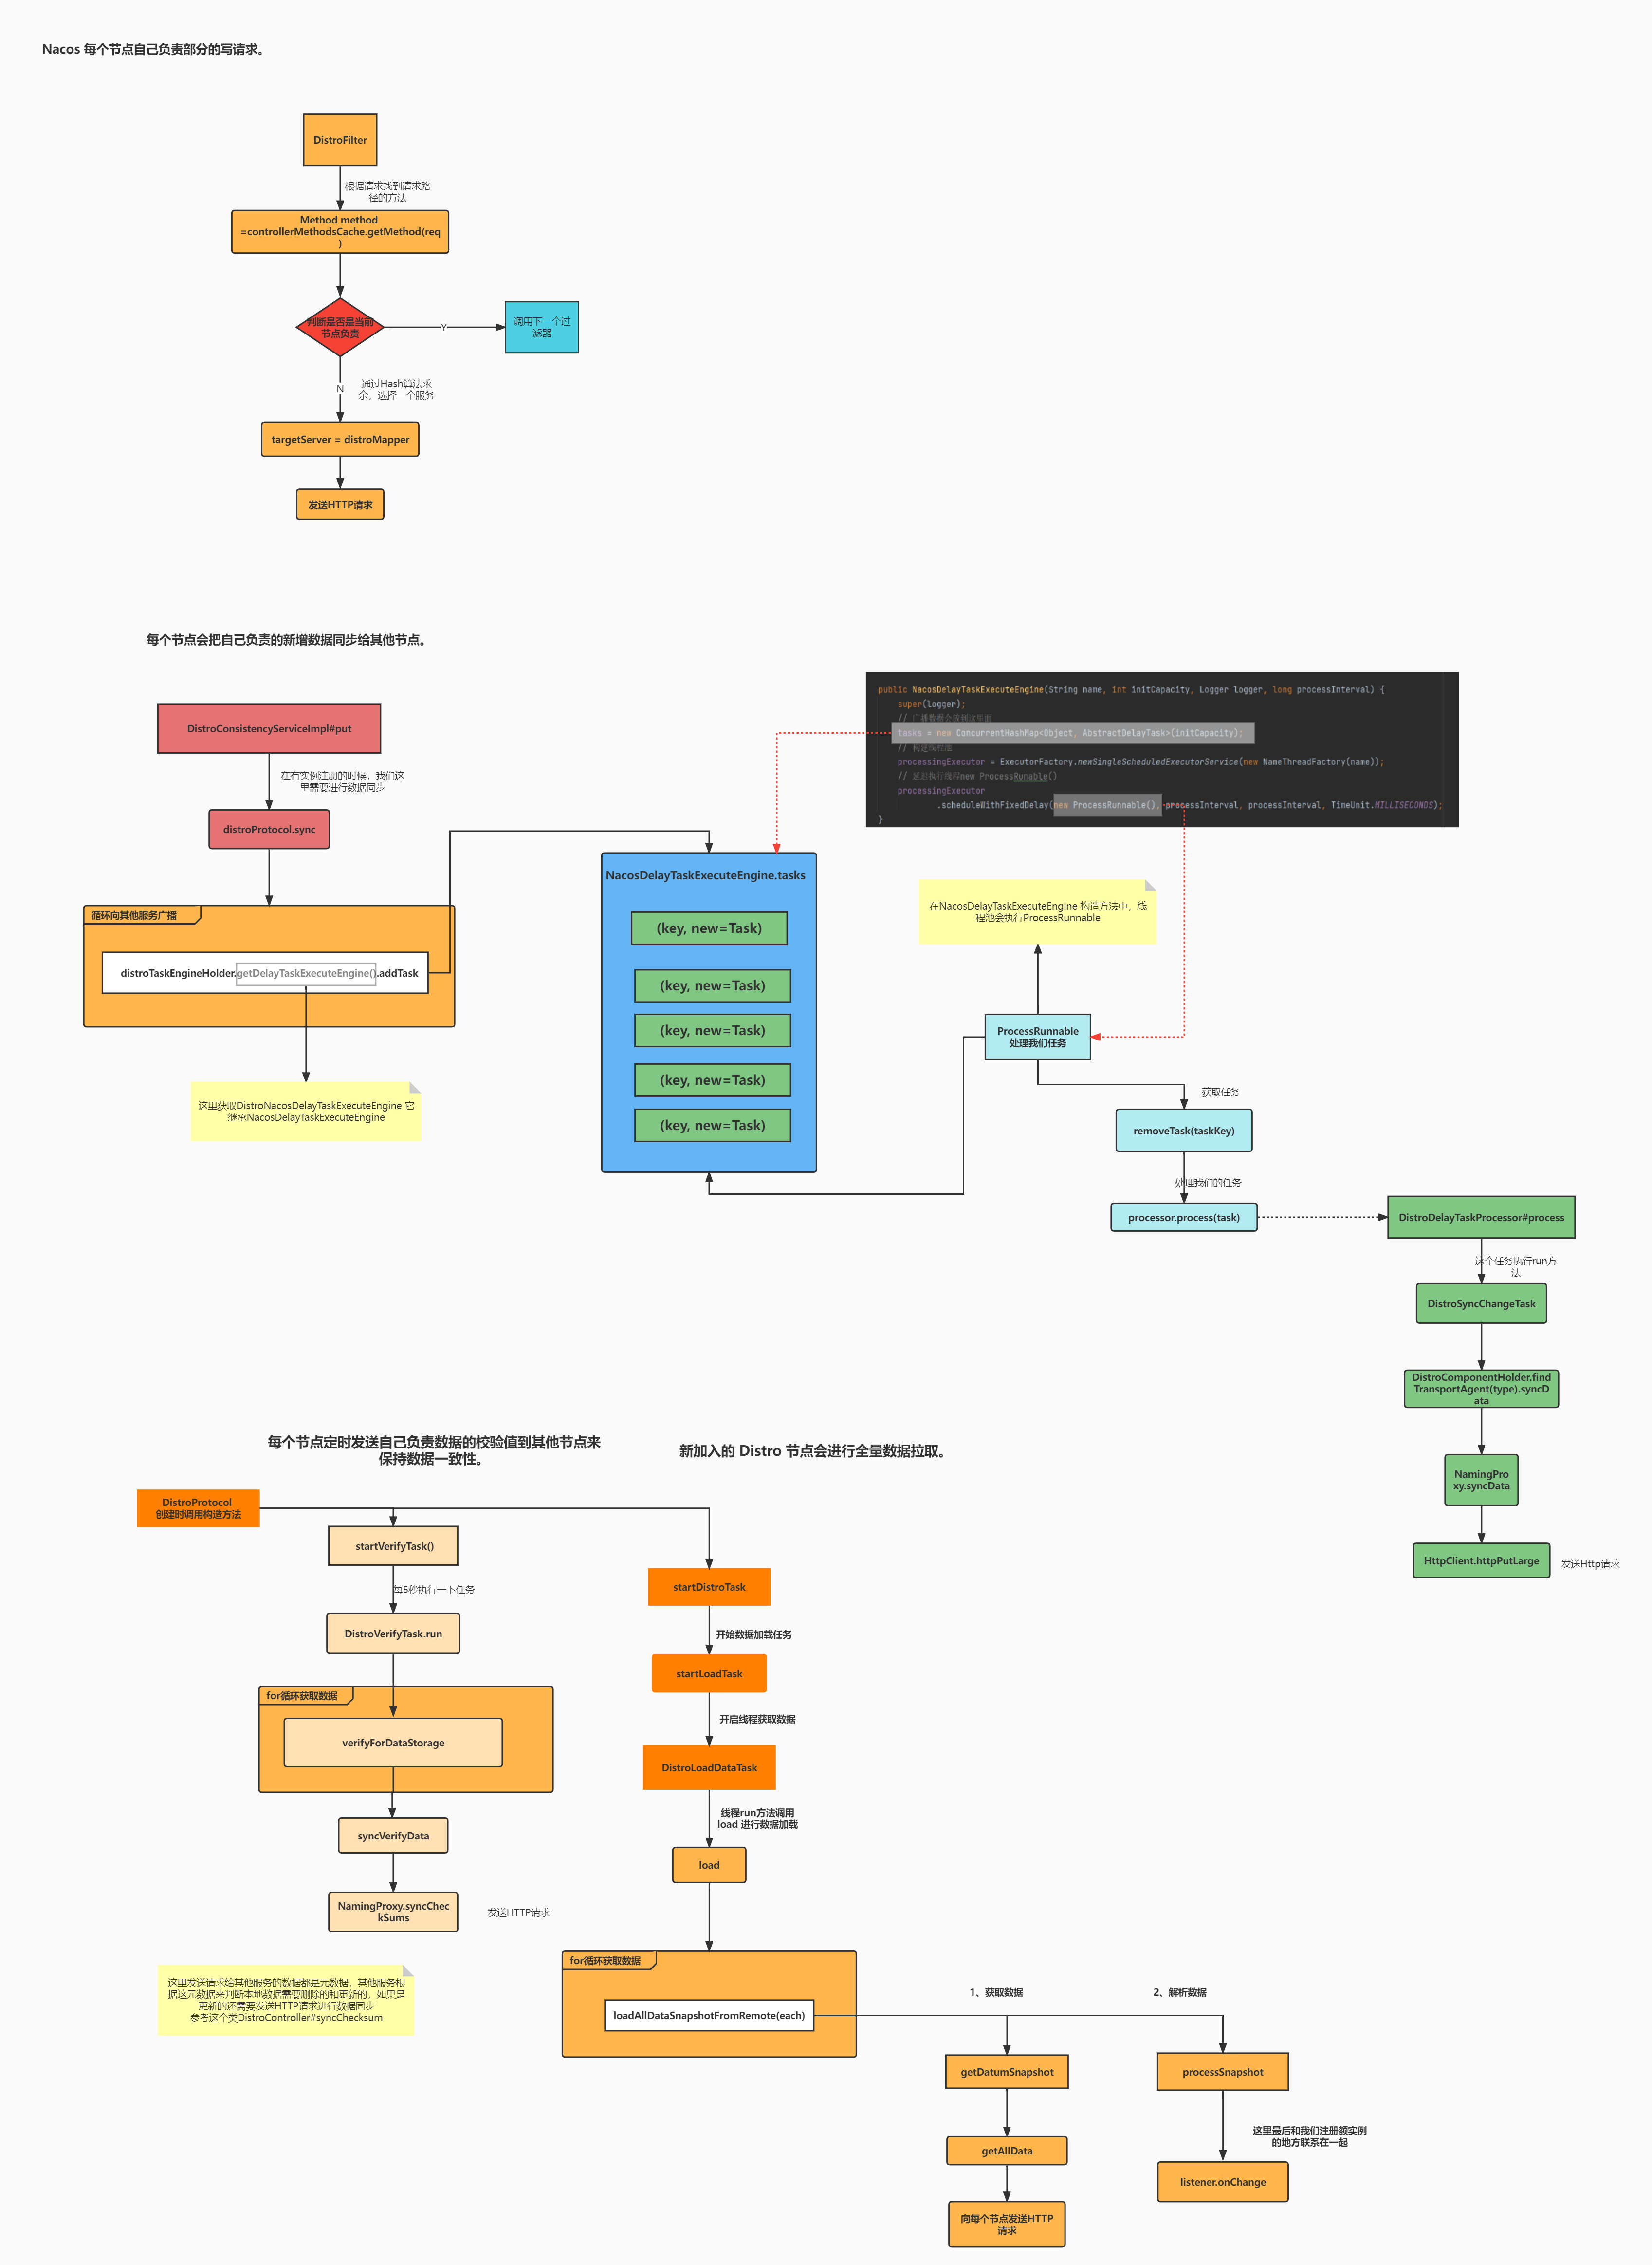 Nacos 每个节点自己负责部分的写请求。
DistroFilter
根据请求找到请求路
径的方法
Method method
=controllerMethodsCache.getMethod(req
)
判断是否是当前
节点负责
Y
调用下一个过
滤器
N
通过Hash算法求
余，选择一个服务
targetServer = distroMapper
发送HTTP请求
每个节点会把自己负责的新增数据同步给其他节点。
DistroConsistencyServiceImpl#put
在有实例注册的时候，我们这
里需要进行数据同步
distroProtocol.sync
循环向其他服务广播
distroTaskEngineHolder.getDelayTaskExecuteEngine().addTask
这里获取DistroNacosDelayTaskExecuteEngine 它
继承NacosDelayTaskExecuteEngine
NacosDelayTaskExecuteEngine.tasks
(key, new=Task)
(key, new=Task)
(key, new=Task)
(key, new=Task)
(key, new=Task)
public NacosDelayTaskExecuteEngine(String name, int initCapacity, Logger logger, long processInterval) {
super(logger);
// 广播数据会放到这里面
tasks = new ConcurrentHashMap<Object, AbstractDelayTask>(initCapacity);
// 构建线程池
processingExecutor = ExecutorFactory.newSingleScheduledExecutorService(new NameThreadFactory(name));
// 延迟执行线程new ProcessRunable()
processingExecutor
.scheduleWithFixedDelay(new ProcessRunnable(), processInterval, processInterval, TimeUnit.MILLISECONDS);
}
在NacosDelayTaskExecuteEngine 构造方法中，线
程池会执行ProcessRunnable
ProcessRunnable
处理我们任务
获取任务
removeTask(taskKey)
处理我们的任务
processor.process(task)
DistroDelayTaskProcessor#process
这个任务执行run方
法
DistroSyncChangeTask
DistroComponentHolder.find
TransportAgent(type).syncD
ata
NamingPro
xy.syncData
HttpClient.httpPutLarge
发送Http请求
每个节点定时发送自己负责数据的校验值到其他节点来
保持数据一致性。
DistroProtocol
创建时调用构造方法
startVerifyTask()
每5秒执行一下任务
DistroVerifyTask.run
for循环获取数据
verifyForDataStorage
syncVerifyData
NamingProxy.syncChec
kSums
发送HTTP请求
这里发送请求给其他服务的数据都是元数据，其他服务根
据这元数据来判断本地数据需要删除的和更新的，如果是
更新的还需要发送HTTP请求进行数据同步
参考这个类DistroController#syncChecksum
新加入的 Distro 节点会进行全量数据拉取。
startDistroTask
开始数据加载任务
startLoadTask
开启线程获取数据
DistroLoadDataTask
线程run方法调用
load 进行数据加载
load
for循环获取数据
loadAllDataSnapshotFromRemote(each)
1、获取数据
2、解析数据
getDatumSnapshot
getAllData
向每个节点发送HTTP
请求
processSnapshot
这里最后和我们注册额实例
的地方联系在一起
listener.onChange